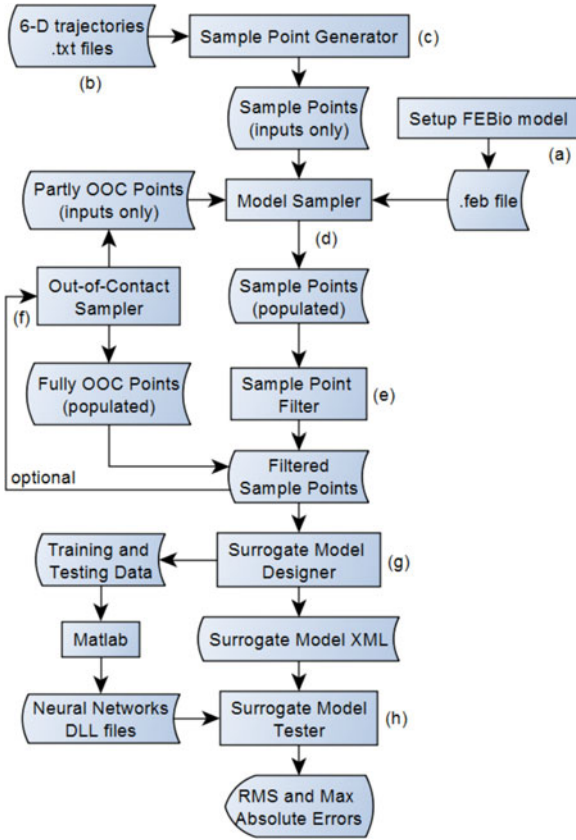 6-D trajectories
.txt files
(b)
Sample Point Generator
(c)
Sample Points
(inputs only)
Setup FEBio model
(a)
.feb file
Partly OOC Points
(inputs only)
Model Sampler
(d)
Out-of-Contact
Sampler
(f)
Sample Points
(populated)
Fully OOC Points
(populated)
Sample Point
Filter
(e)
optional
Filtered
Sample Points
Training and
Testing Data
Surrogate Model
Designer
(g)
Matlab
Surrogate Model XML
Neural Networks
DLL files
Surrogate Model
Tester
(h)
RMS and Max
Absolute Errors